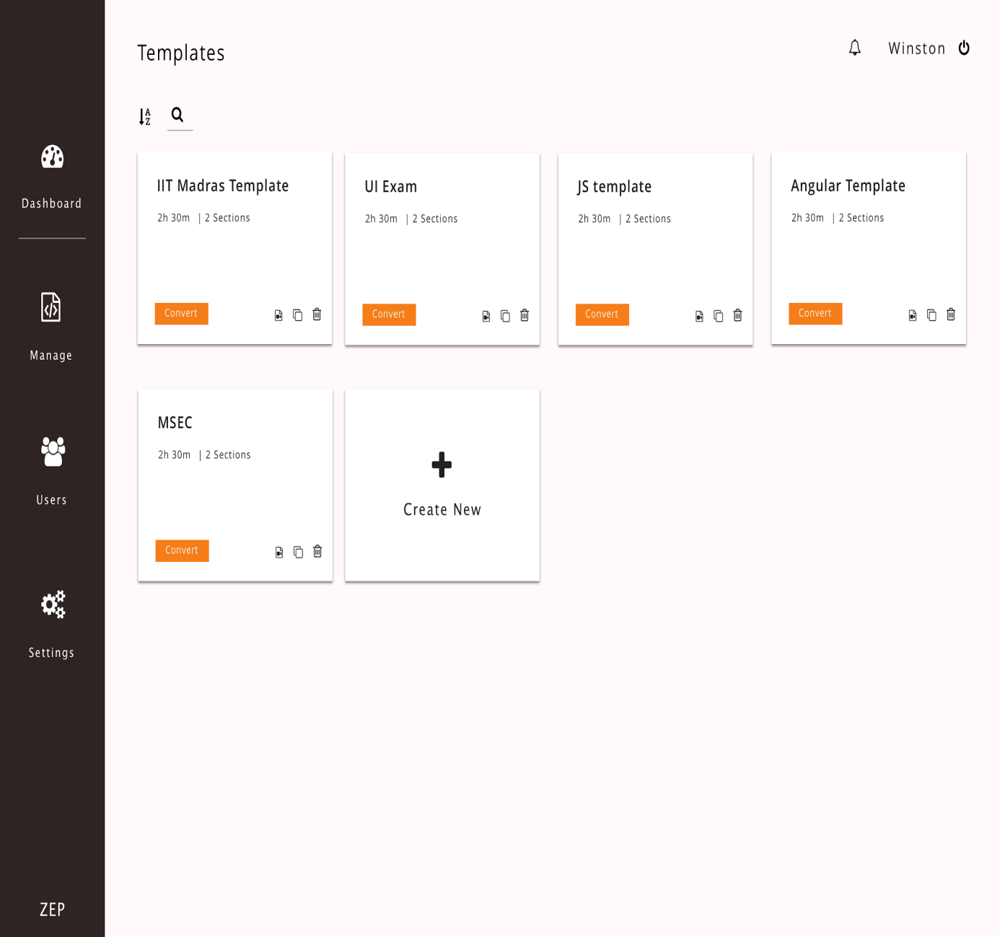 Templates
Winston
Dashboard
Manage
Users
Settings
ZEP
IIT Madras Template
2h 30m | 2 Sections
Convert
UI Exam
2h 30m | 2 Sections
Convert
JS template
2h 30m | 2 Sections
Convert
Angular Template
2h 30m | 2 Sections
Convert
MSEC
2h 30m | 2 Sections
Convert
Create New